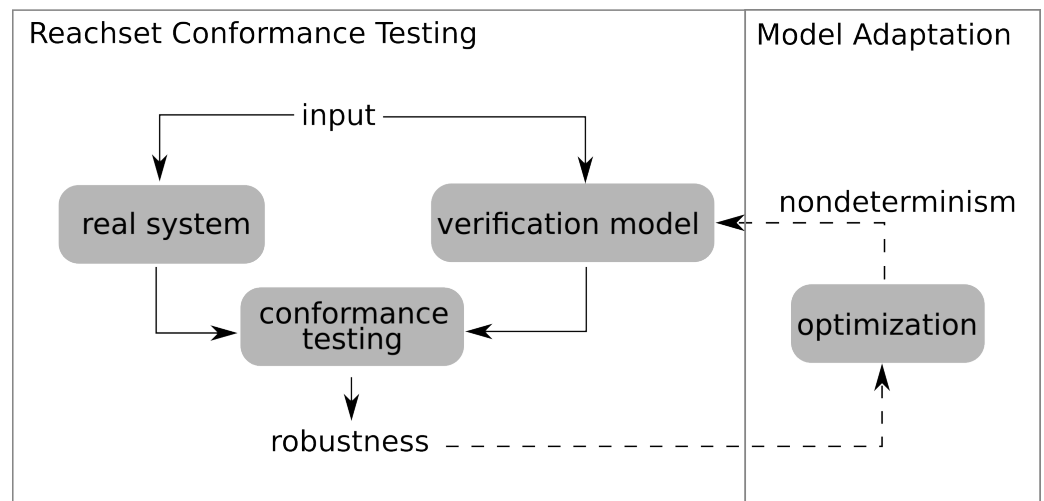 Reachset Conformance Testing
Model Adaptation
input
nondeterminism
real system
verification model
conformance
testing
optimization
robustness